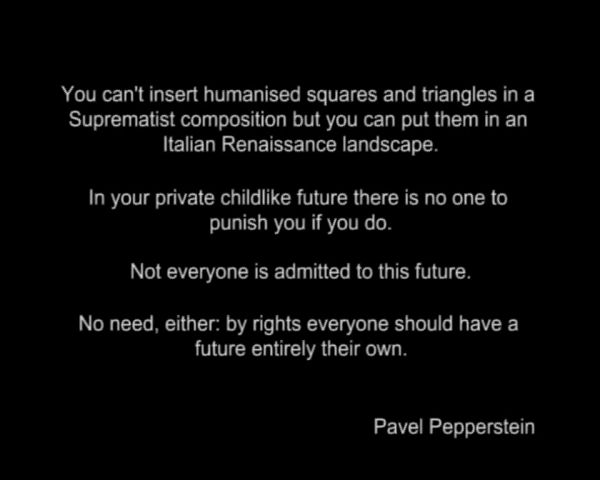 You can't insert humanised squares and triangles in a
Suprematist composition but you can put them in an
Italian Renaissance landscape.
In your private childlike future there is no one to
punish you if you do.
Not everyone is admitted to this future.
No need, either: by rights everyone should have a
future entirely their own.
Pavel Pepperstein